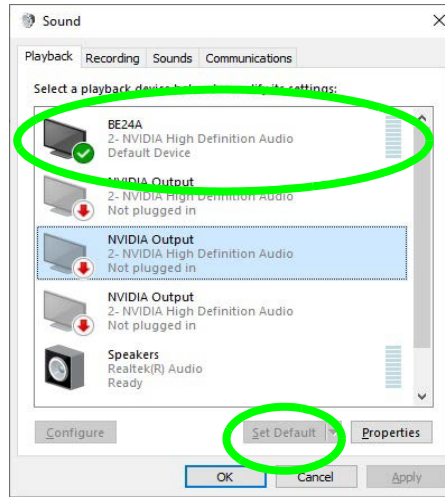 Sound
Playback Recording Sounds Communications
Select a playback device below to modify its settings:
BE24A
2- NVIDIA High Definition Audio
Default Device
NVIDIA Output
2- NVIDIA High Definition Audio
Not plugged in
NVIDIA Output
2- NVIDIA High Definition Audio
Not plugged in
NVIDIA Output
2- NVIDIA High Definition Audio
Not plugged in
Speakers
Realtek(R) Audio
Ready
Configure Set Default Properties
OK Cancel Apply